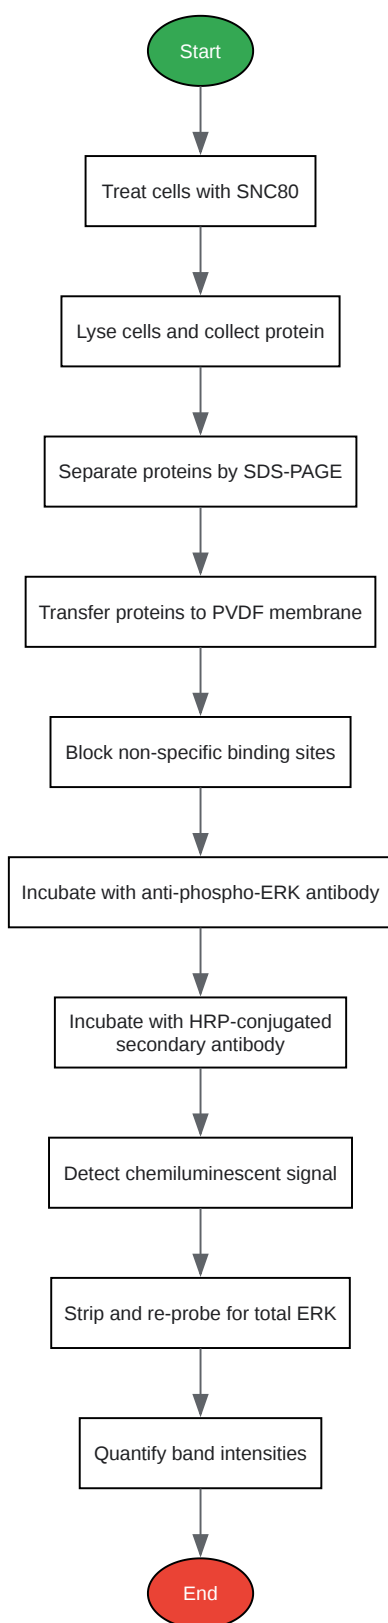 Start
Treat cells with SNC80
Lyse cells and collect protein
Separate proteins by SDS-PAGE
Transfer proteins to PVDF membrane
Block non-specific binding sites
Incubate with anti-phospho-ERK antibody
Incubate with HRP-conjugated
secondary antibody
Detect chemiluminescent signal
Strip and re-probe for total ERK
Quantify band intensities
End